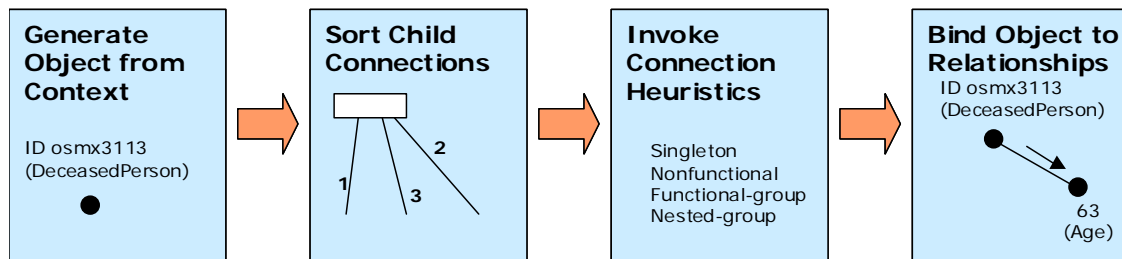 Generate
Object from
Context
ID osmx3113
(DeceasedPerson)
Sort Child
Connections
1
3
2
Invoke
Connection
Heuristics
Singleton
Nonfunctional
Functional-group
Nested-group
Bind Object to
Relationships
ID osmx3113
(DeceasedPerson)
63
(Age)